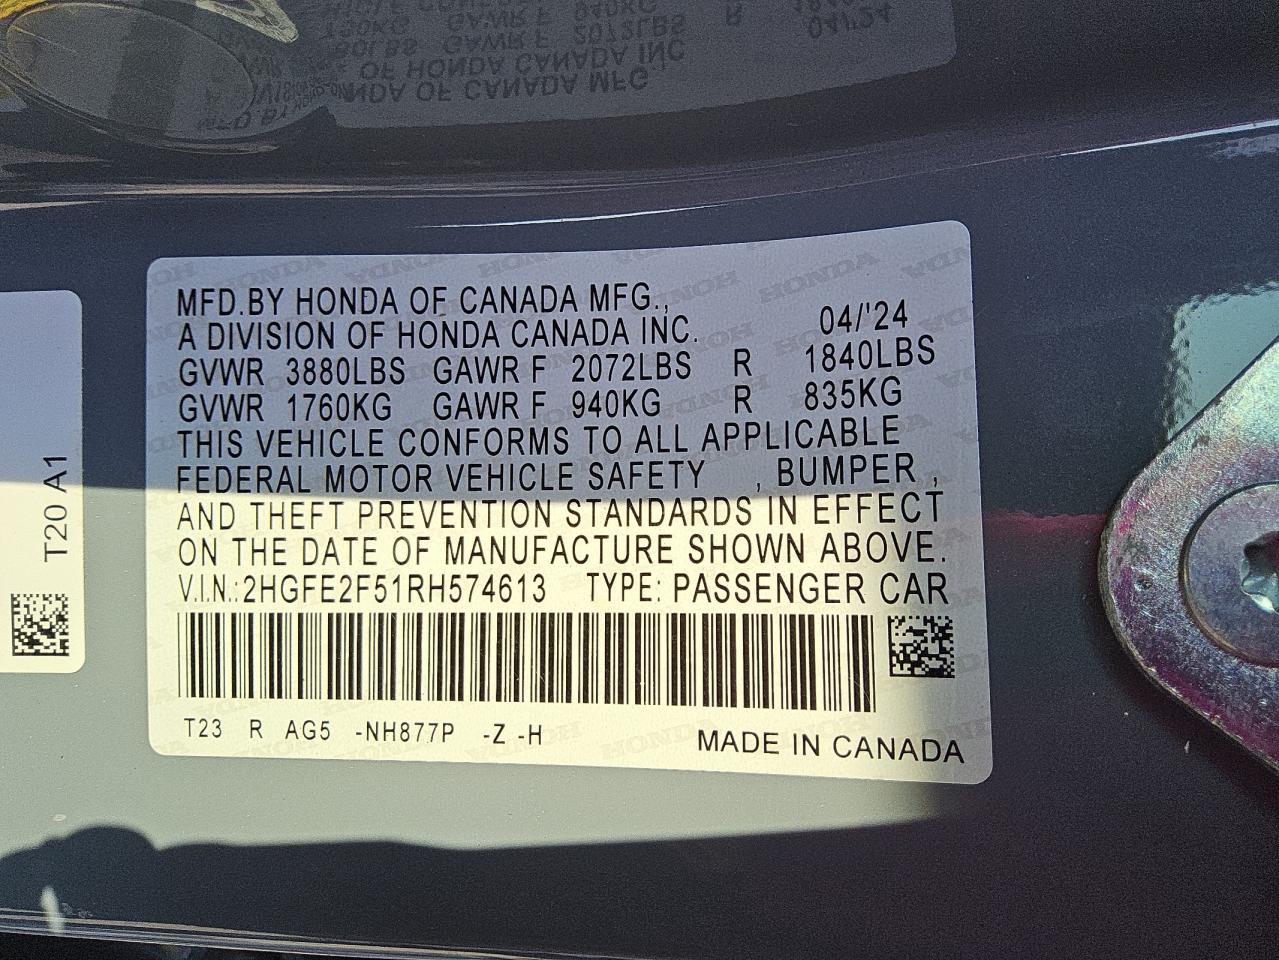 T20 A1
MFD.BY HONDA OF CANADA MFG.,
A DIVISION OF HONDA CANADA INC. 04/'24
GVWR 3880LBS GAWR F 2072LBS R 1840LBS
GVWR 1760KG GAWR F 940KG R 835KG
THIS VEHICLE CONFORMS TO ALL APPLICABLE
FEDERAL MOTOR VEHICLE SAFETY , BUMPER ,
AND THEFT PREVENTION STANDARDS IN EFFECT
ON THE DATE OF MANUFACTURE SHOWN ABOVE.
V.I.N.:2HGFE2F51RH574613 TYPE: PASSENGER CAR
T23 R AG5 -NH877P -Z -H MADE IN CANADA